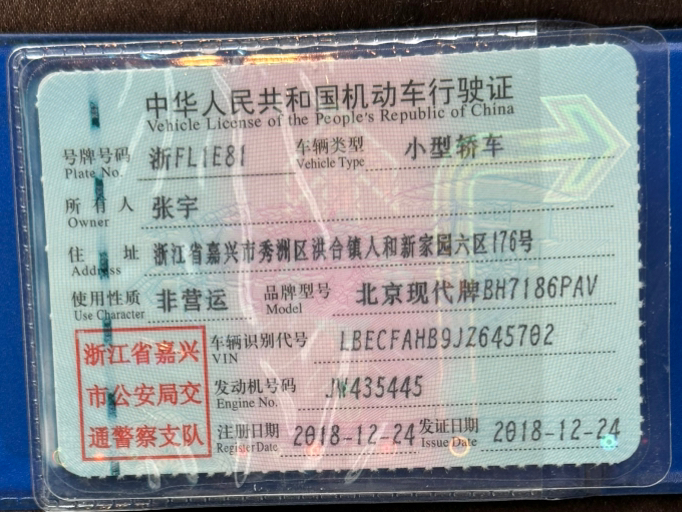 中华人民共和国机动车行驶证
Vehicle License of the People's Republic of China
号牌号码 浙FL1E81 车辆类型 小型轿车
Plate No. Vehicle Type
所有人 张宇
Owner
住址 浙江省嘉兴市秀洲区洪合镇人和新家园六区176号
Address
使用性质 非营运 品牌型号 北京现代牌BH7186PAV
Use Character Model
浙江省嘉兴
市公安局交
通警察支队
车辆识别代号 LBECFAHB9JZ645702
VIN
发动机号码 JW435445
Engine No.
注册日期 2018-12-24 发证日期 2018-12-24
Register Date Issue Date